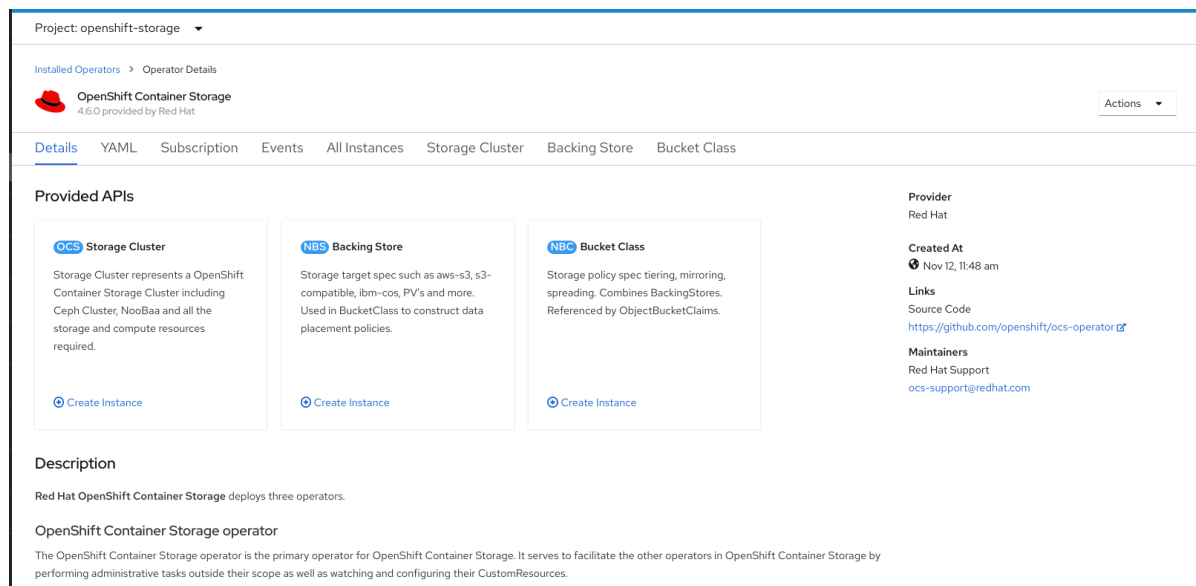 Project: openshift-storage
Installed Operators > Operator Details
OpenShift Container Storage
4.6.0 provided by Red Hat
Actions
Details YAML Subscription Events All Instances Storage Cluster Backing Store Bucket Class
Provided APIs
OCS Storage Cluster
Storage Cluster represents a OpenShift
Container Storage Cluster including
Ceph Cluster, NooBaa and all the
storage and compute resources
required.
Create Instance
NBS Backing Store
Storage target spec such as aws-s3, s3-
compatible, ibm-cos, PV's and more.
Used in BucketClass to construct data
placement policies.
Create Instance
NBC Bucket Class
Storage policy spec tiering, mirroring,
spreading. Combines BackingStores.
Referenced by ObjectBucketClaims.
Create Instance
Provider
Red Hat
Created At
Nov 12, 11:48 am
Links
Source Code
https://github.com/openshift/ocs-operator
Maintainers
Red Hat Support
ocs-support@redhat.com
Description
Red Hat OpenShift Container Storage deploys three operators.
OpenShift Container Storage operator
The OpenShift Container Storage operator is the primary operator for OpenShift Container Storage. It serves to facilitate the other operators in OpenShift Container Storage by
performing administrative tasks outside their scope as well as watching and configuring their CustomResources.